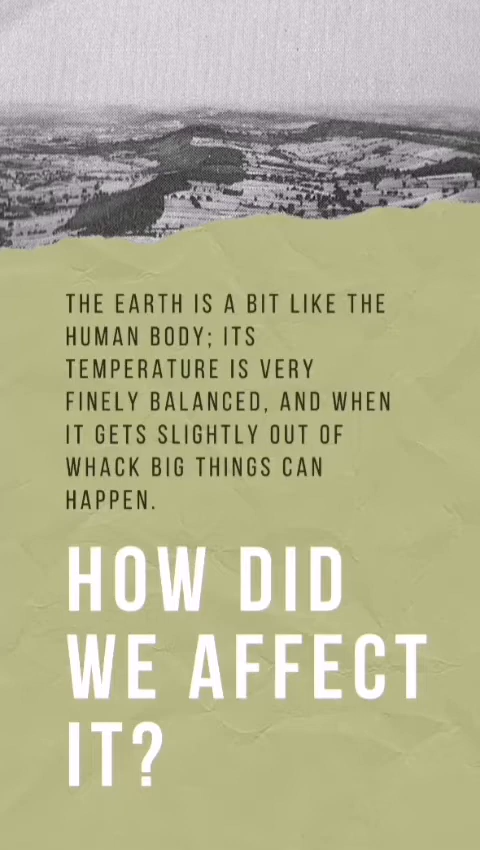 THE EARTH IS A BIT LIKE THE
HUMAN BODY; ITS
TEMPERATURE IS VERY
FINELY BALANCED, AND WHEN
IT GETS SLIGHTLY OUT OF
WHACK BIG THINGS CAN
HAPPEN.
HOW DID
WE AFFECT
IT?